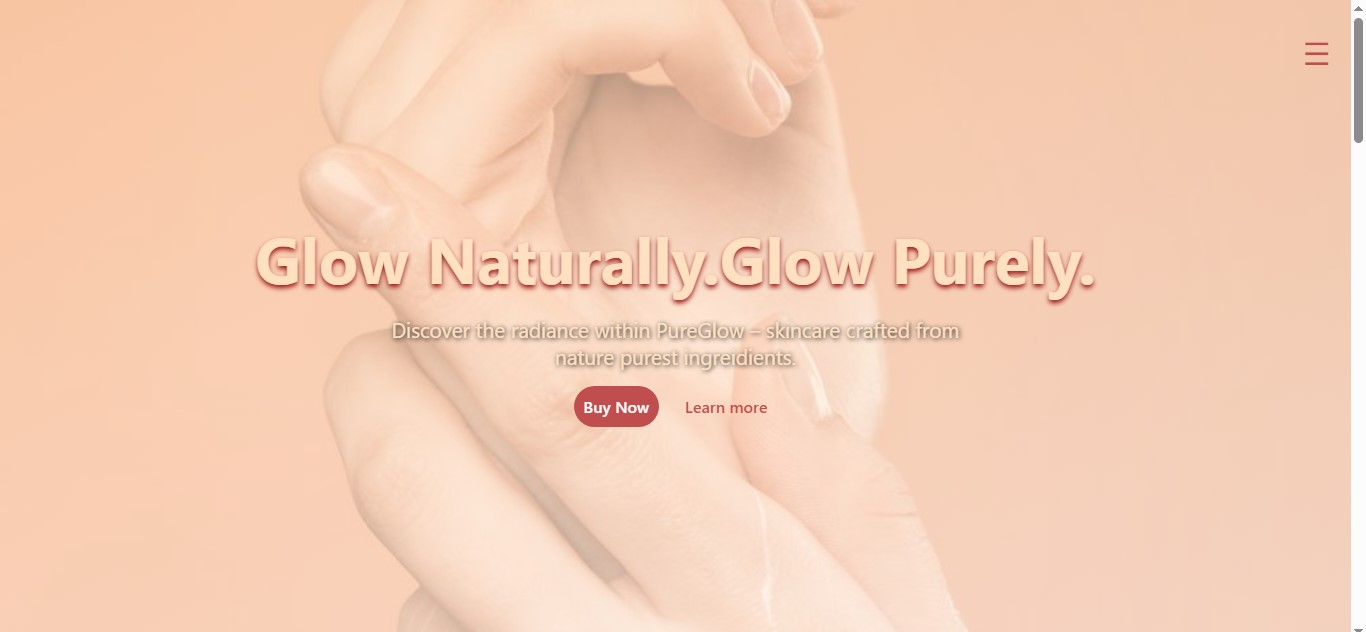 Glow Naturally.Glow Purely.
Discover the radiance within PureGlow – skincare crafted from
nature purest ingreidients.
Buy Now
Learn more